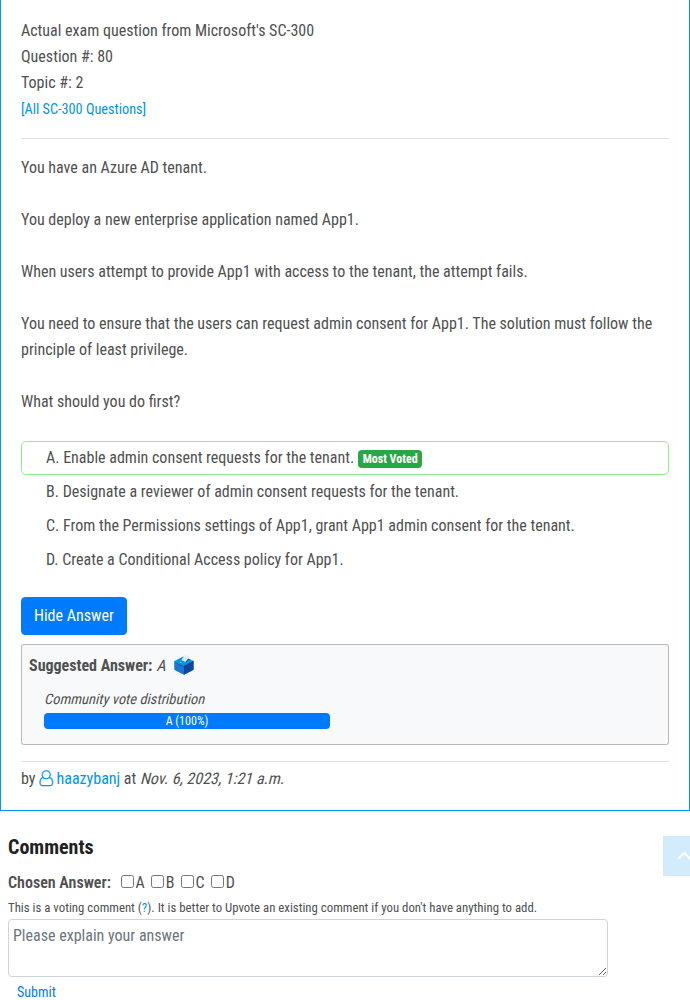 Actual exam question from Microsoft's SC-300
Question #: 80
Topic #: 2
[All SC-300 Questions]
You have an Azure AD tenant.
You deploy a new enterprise application named App1.
When users attempt to provide App1 with access to the tenant, the attempt fails.
You need to ensure that the users can request admin consent for App1. The solution must follow the
principle of least privilege.
What should you do first?
A. Enable admin consent requests for the tenant. Most Voted
B. Designate a reviewer of admin consent requests for the tenant.
C. From the Permissions settings of App1, grant App1 admin consent for the tenant.
D. Create a Conditional Access policy for App1.
Hide Answer
Suggested Answer: A
Community vote distribution
A (100%)
by haazybanj at Nov. 6, 2023, 1:21 a.m.
Comments
Chosen Answer: A B C D
This is a voting comment (?). It is better to Upvote an existing comment if you don't have anything to add.
Please explain your answer
Submit